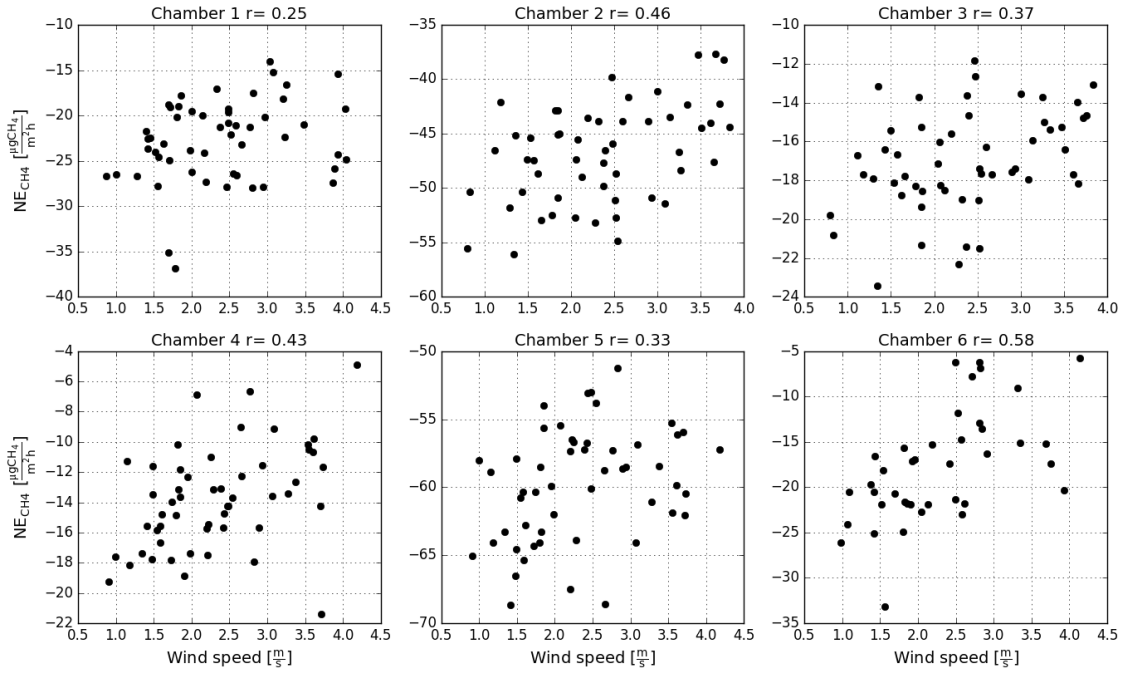 Chamber 1 r= 0.25
Chamber 2 r= 0.46
Chamber 3 r= 0.37
NE_CH4 [µgCH₄/m²h]
−10
−15
−20
−25
−30
−35
−40
0.5 1.0 1.5 2.0 2.5 3.0 3.5 4.0 4.5
−35
−40
−45
−50
−55
−60
0.5 1.0 1.5 2.0 2.5 3.0 3.5 4.0
−10
−12
−14
−16
−18
−20
−22
−24
0.5 1.0 1.5 2.0 2.5 3.0 3.5 4.0
Chamber 4 r= 0.43
Chamber 5 r= 0.33
Chamber 6 r= 0.58
NE_CH4 [µgCH₄/m²h]
−4
−6
−8
−10
−12
−14
−16
−18
−20
−22
0.5 1.0 1.5 2.0 2.5 3.0 3.5 4.0 4.5
Wind speed [m/s]
−50
−55
−60
−65
−70
0.5 1.0 1.5 2.0 2.5 3.0 3.5 4.0 4.5
Wind speed [m/s]
−5
−10
−15
−20
−25
−30
−35
0.5 1.0 1.5 2.0 2.5 3.0 3.5 4.0 4.5
Wind speed [m/s]